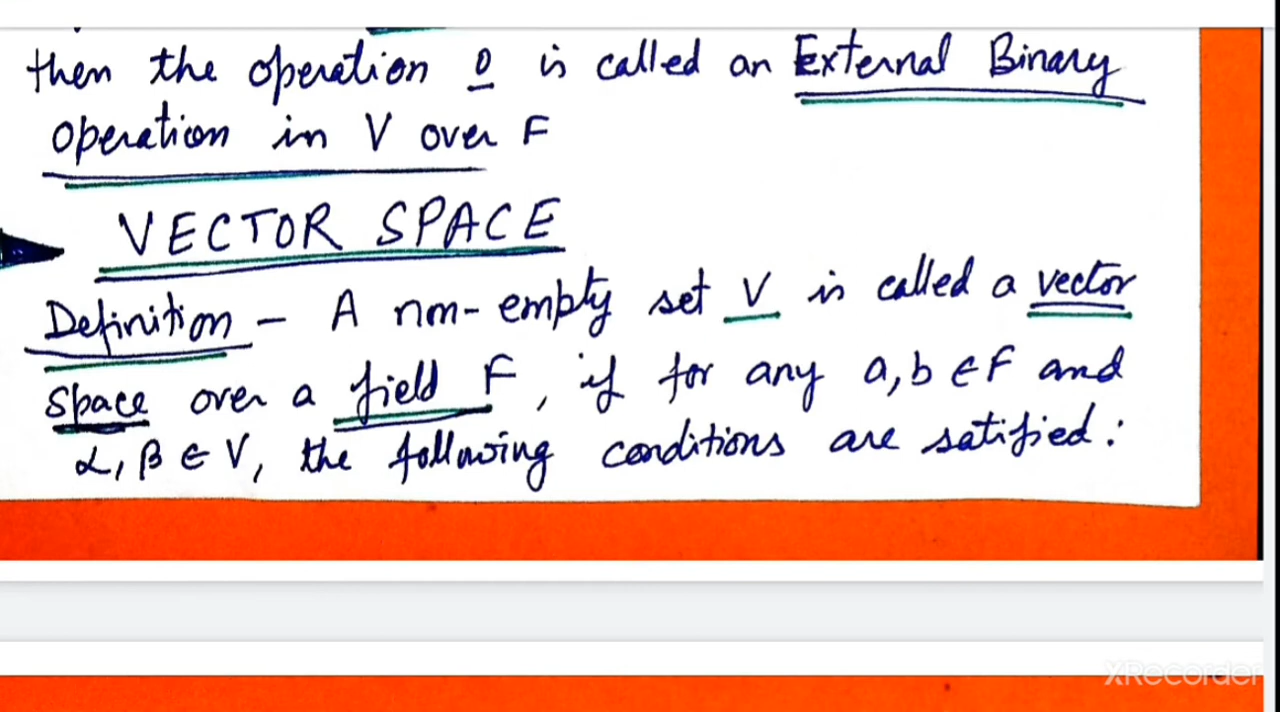 then the operation o is called an External Binary
operation in V over F
VECTOR SPACE
Definition - A non-empty set V is called a vector
space over a field F, if for any a, b ∈ F and
α, β ∈ V, the following conditions are satified :
XRecorder